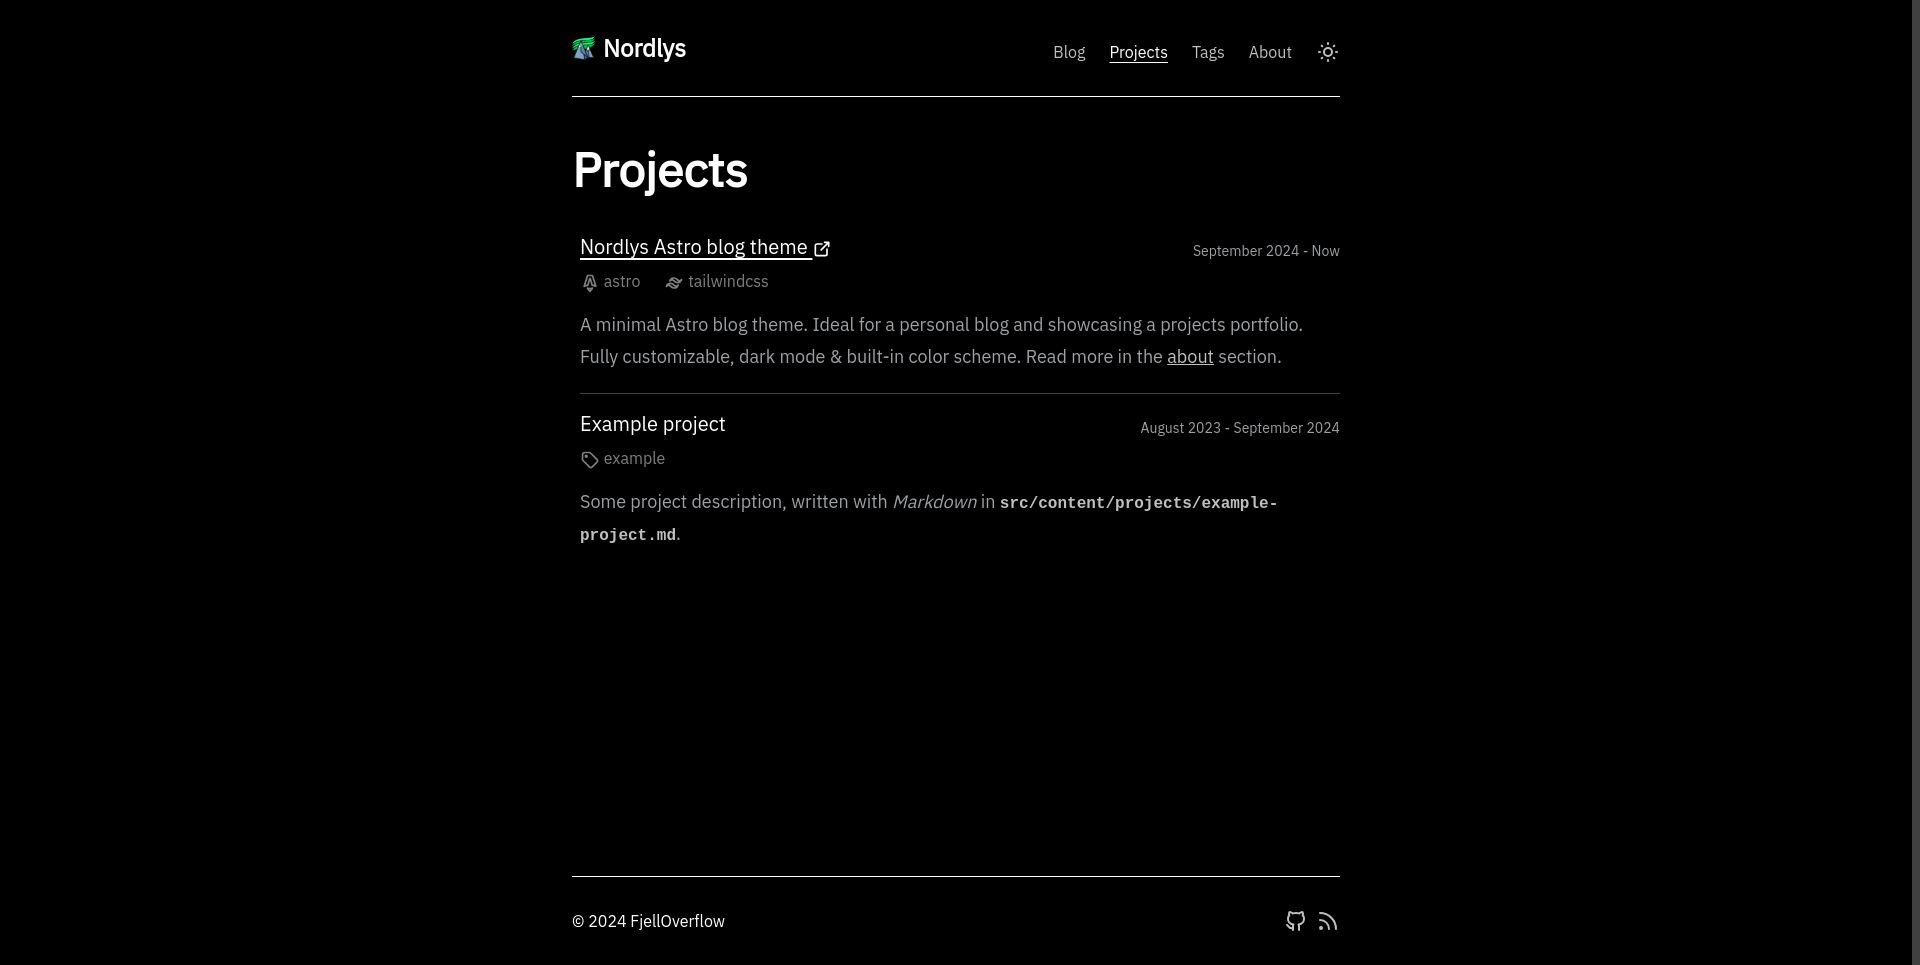 Nordlys
Blog Projects Tags About
Projects
Nordlys Astro blog theme
September 2024 - Now
astro tailwindcss
A minimal Astro blog theme. Ideal for a personal blog and showcasing a projects portfolio.
Fully customizable, dark mode & built-in color scheme. Read more in the about section.
Example project
August 2023 - September 2024
example
Some project description, written with Markdown in src/content/projects/example-
project.md.
© 2024 FjellOverflow